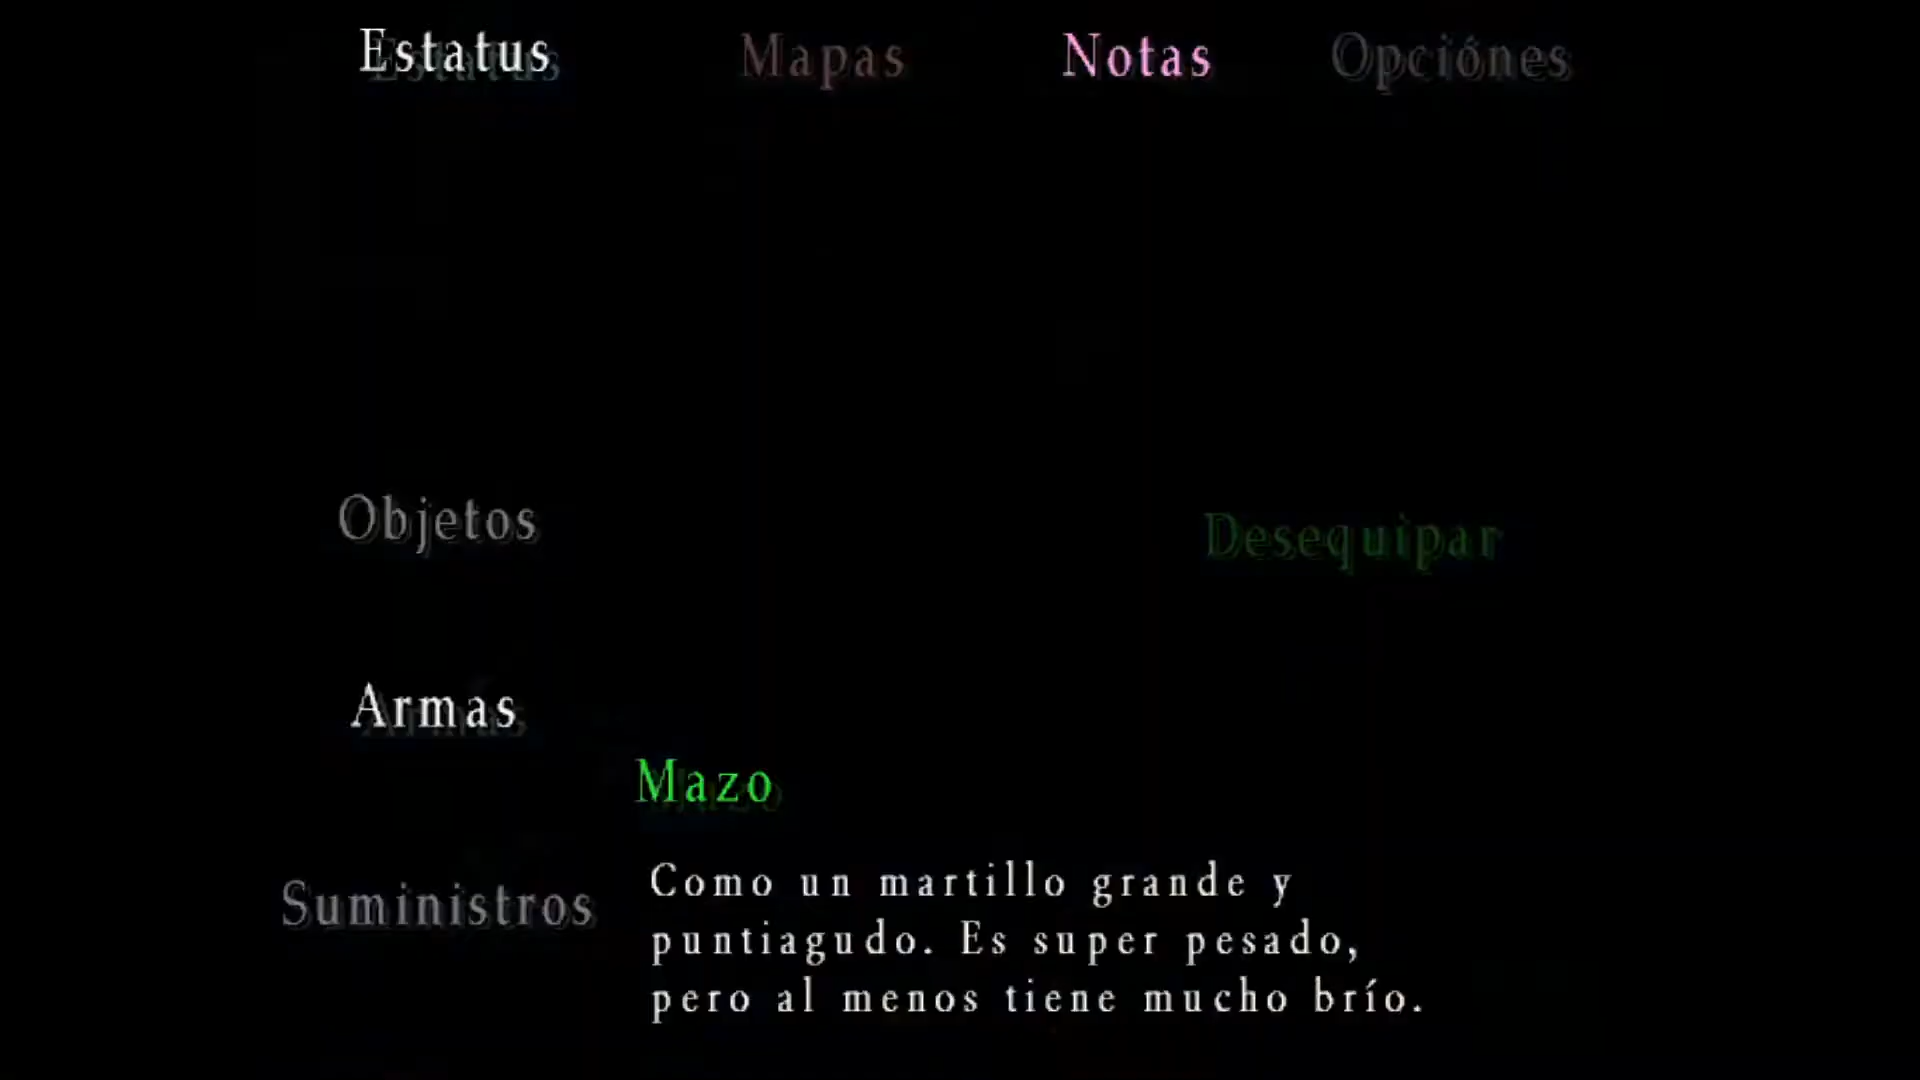 Estatus Mapas Notas Opciónes
Objetos
Desequipar
Armas
Mazo
Suministros
Como un martillo grande y
puntiagudo. Es super pesado,
pero al menos tiene mucho brío.